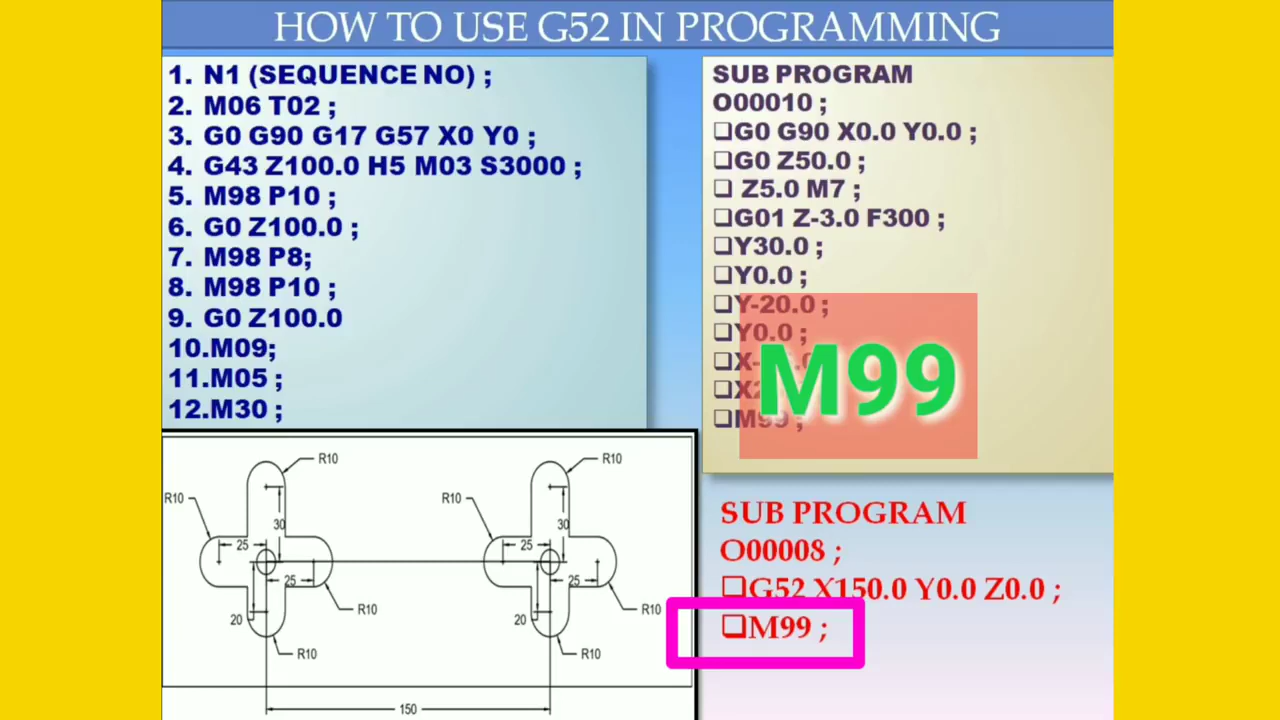 HOW TO USE G52 IN PROGRAMMING
1. N1 (SEQUENCE NO) ;
2. M06 T02 ;
3. G0 G90 G17 G57 X0 Y0 ;
4. G43 Z100.0 H5 M03 S3000 ;
5. M98 P10 ;
6. G0 Z100.0 ;
7. M98 P8;
8. M98 P10 ;
9. G0 Z100.0
10.M09;
11.M05 ;
12.M30 ;
SUB PROGRAM
O00010 ;
❑G0 G90 X0.0 Y0.0 ;
❑G0 Z50.0 ;
❑ Z5.0 M7 ;
❑G01 Z-3.0 F300 ;
❑Y30.0 ;
❑Y0.0 ;
❑Y-20.0 ;
❑Y0.0 ;
❑M99 ;
M99
SUB PROGRAM
O00008 ;
❑G52 X150.0 Y0.0 Z0.0 ;
❑M99 ;
R10
R10
30
25
25
20
R10
R10
R10
R10
30
25
25
20
R10
R10
150